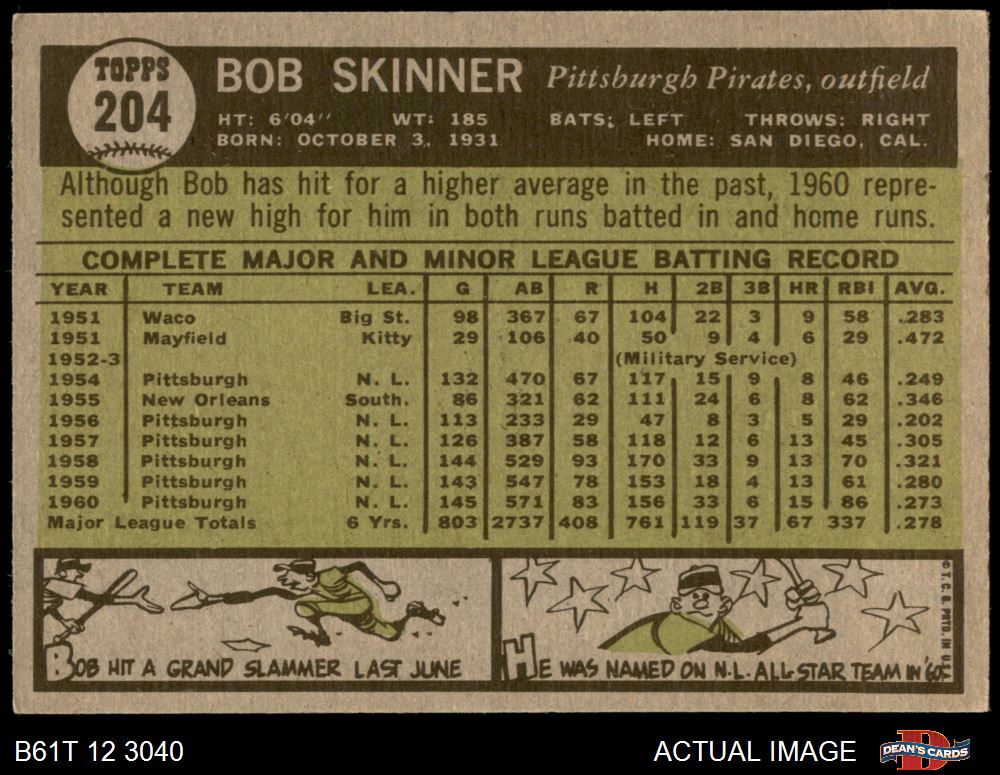 TOPPS
204
BOB SKINNER Pittsburgh Pirates, outfield
HT: 6'04" WT: 185 BATS: LEFT THROWS: RIGHT
BORN: OCTOBER 3, 1931 HOME: SAN DIEGO, CAL.
Although Bob has hit for a higher average in the past, 1960 repre-
sented a new high for him in both runs batted in and home runs.
COMPLETE MAJOR AND MINOR LEAGUE BATTING RECORD
YEAR TEAM LEA. G AB R H 2B 3B HR RBI AVG.
1951 Waco Big St. 98 367 67 104 22 3 9 58 .283
1951 Mayfield Kitty 29 106 40 50 9 4 6 29 .472
1952-3 (Military Service)
1954 Pittsburgh N. L. 132 470 67 117 15 9 8 46 .249
1955 New Orleans South. 86 321 62 111 24 6 8 62 .346
1956 Pittsburgh N. L. 113 233 29 47 8 3 5 29 .202
1957 Pittsburgh N. L. 126 387 58 118 12 6 13 45 .305
1958 Pittsburgh N. L. 144 529 93 170 33 9 13 70 .321
1959 Pittsburgh N. L. 143 547 78 153 18 4 13 61 .280
1960 Pittsburgh N. L. 145 571 83 156 33 6 15 86 .273
Major League Totals 6 Yrs. 803 2737 408 761 119 37 67 337 .278
BOB HIT A GRAND SLAMMER LAST JUNE
HE WAS NAMED ON N.L. ALL-STAR TEAM IN '60
© T. C. G. PRTD. IN U.S.
B61T 12 3040 ACTUAL IMAGE DEAN'S CARDS